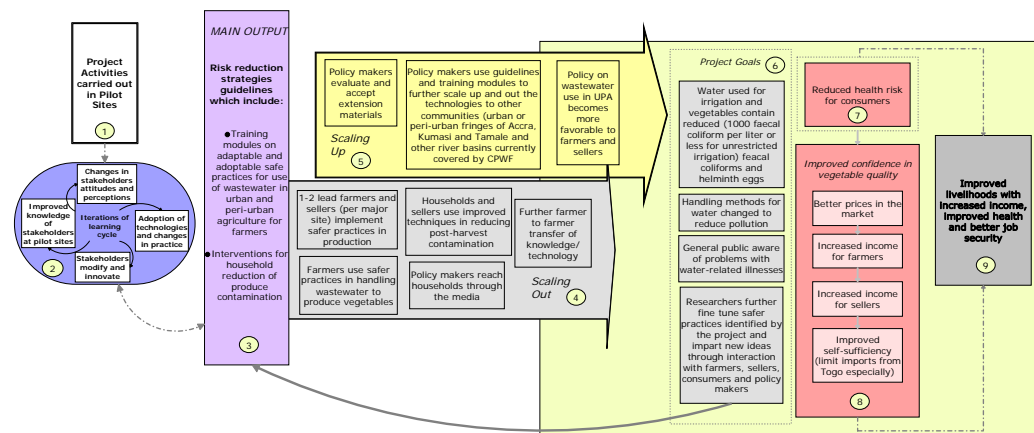 Project
Activities
carried out
in Pilot
Sites
1
Changes in
stakeholders
attitudes and
perceptions
Improved
knowledge
of
stakeholders
at pilot sites
Iterations of
learning
cycle
Adoption of
technologies
and changes
in practice
Stakeholders
modify and
innovate
2
MAIN OUTPUT
Risk reduction
strategies
guidelines
which include:
●Training
modules on
adaptable and
adoptable safe
practices for use
of wastewater in
urban and
peri-urban
agriculture for
farmers
●Interventions for
household
reduction of
produce
contamination
3
Policy makers
evaluate and
accept
extension
materials
Scaling
Up
5
Policy makers use guidelines
and training modules to
further scale up and out the
technologies to other
communities (urban or
peri-urban fringes of Accra,
Kumasi and Tamale and
other river basins currently
covered by CPWF
Policy on
wastewater
use in UPA
becomes
more
favorable to
farmers and
sellers
1-2 lead farmers and
sellers (per major
site) implement
safer practices in
production
Households and
sellers use improved
techniques in reducing
post-harvest
contamination
Further farmer
to farmer
transfer of
knowledge/
technology
Farmers use safer
practices in handling
wastewater to
produce vegetables
Policy makers reach
households through
the media
Scaling
Out
4
Project Goals
6
Water used for
irrigation and
vegetables contain
reduced (1000 faecal
coliform per liter or
less for unrestricted
irrigation) feacal
coliforms and
helminth eggs
Handling methods for
water changed to
reduce pollution
General public aware
of problems with
water-related illnesses
Researchers further
fine tune safer
practices identified by
the project and
impart new ideas
through interaction
with farmers, sellers,
consumers and policy
makers
Reduced health risk
for consumers
7
Improved confidence in
vegetable quality
Better prices in the
market
Increased income
for farmers
Increased income
for sellers
Improved
self-sufficiency
(limit imports from
Togo especially)
8
Improved
livelihoods with
increased income,
improved health
and better job
security
9